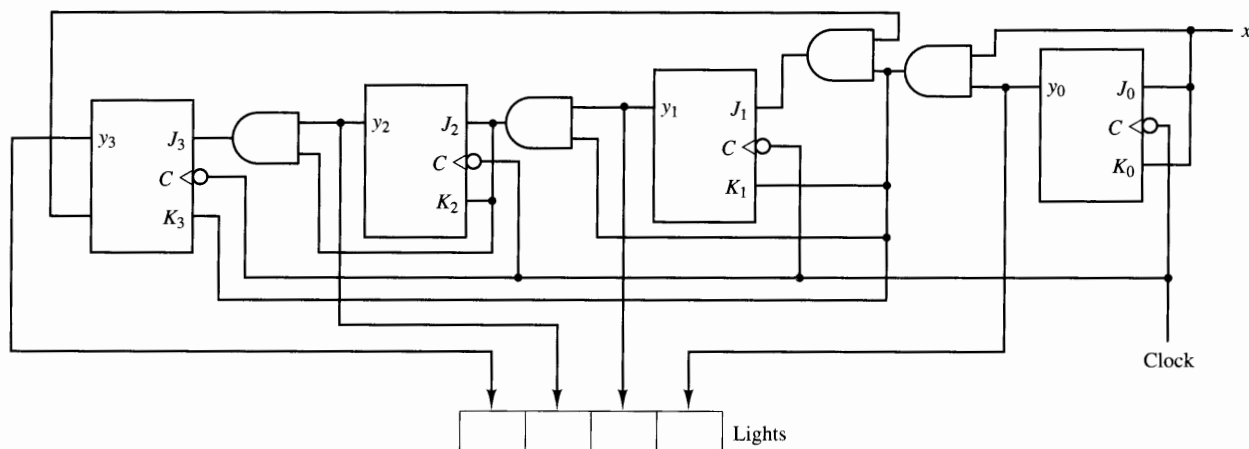 x
y₃ J₃
C
K₃
y₂ J₂
C
K₂
y₁ J₁
C
K₁
y₀ J₀
C
K₀
Clock
Lights